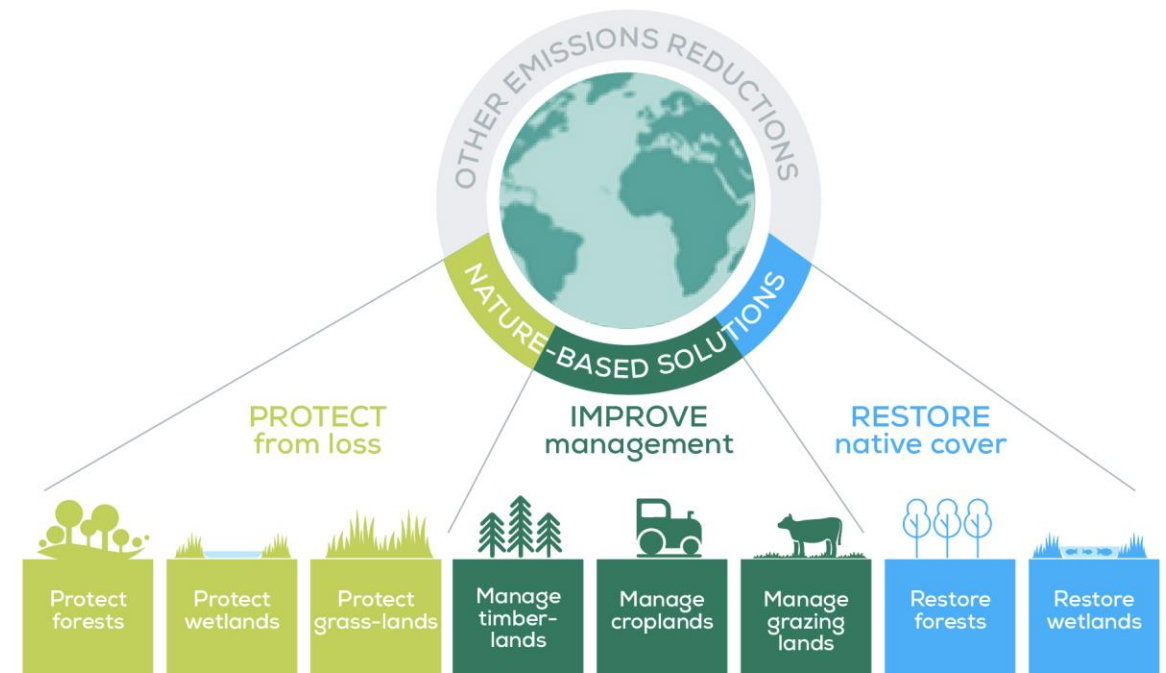 OTHER EMISSIONS REDUCTIONS
NATURE-BASED SOLUTIONS
PROTECT
from loss
IMPROVE
management
RESTORE
native cover
Protect
forests
Protect
wetlands
Protect
grass-lands
Manage
timber-
lands
Manage
croplands
Manage
grazing
lands
Restore
forests
Restore
wetlands